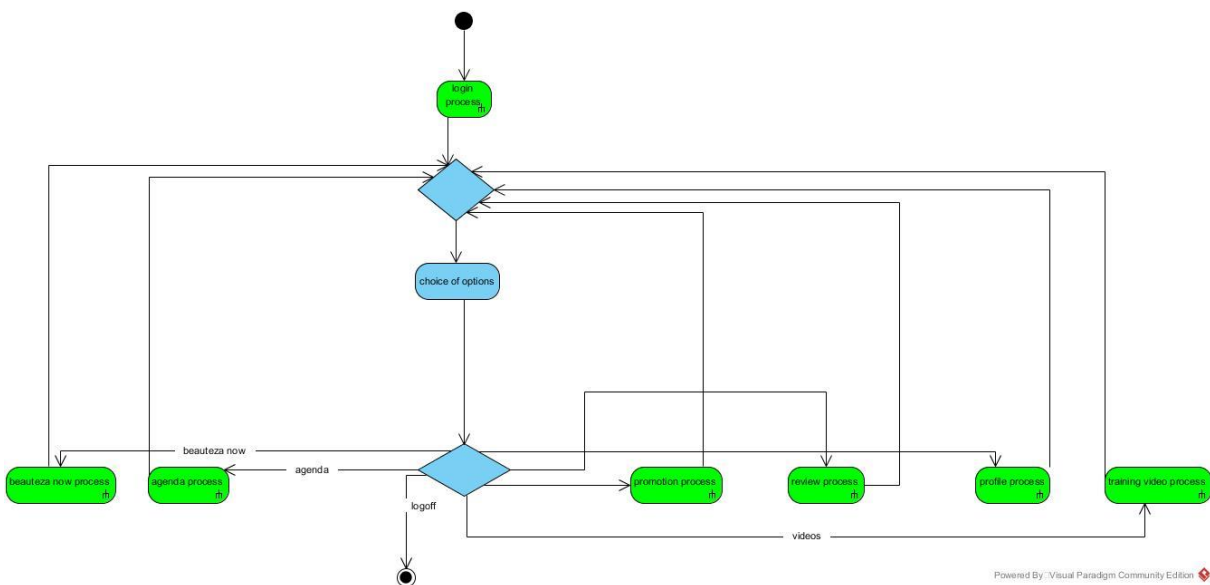 login
process
choice of options
beauteza now
agenda
logoff
beauteza now process
agenda process
promotion process
review process
profile process
training video process
videos
Powered By Visual Paradigm Community Edition